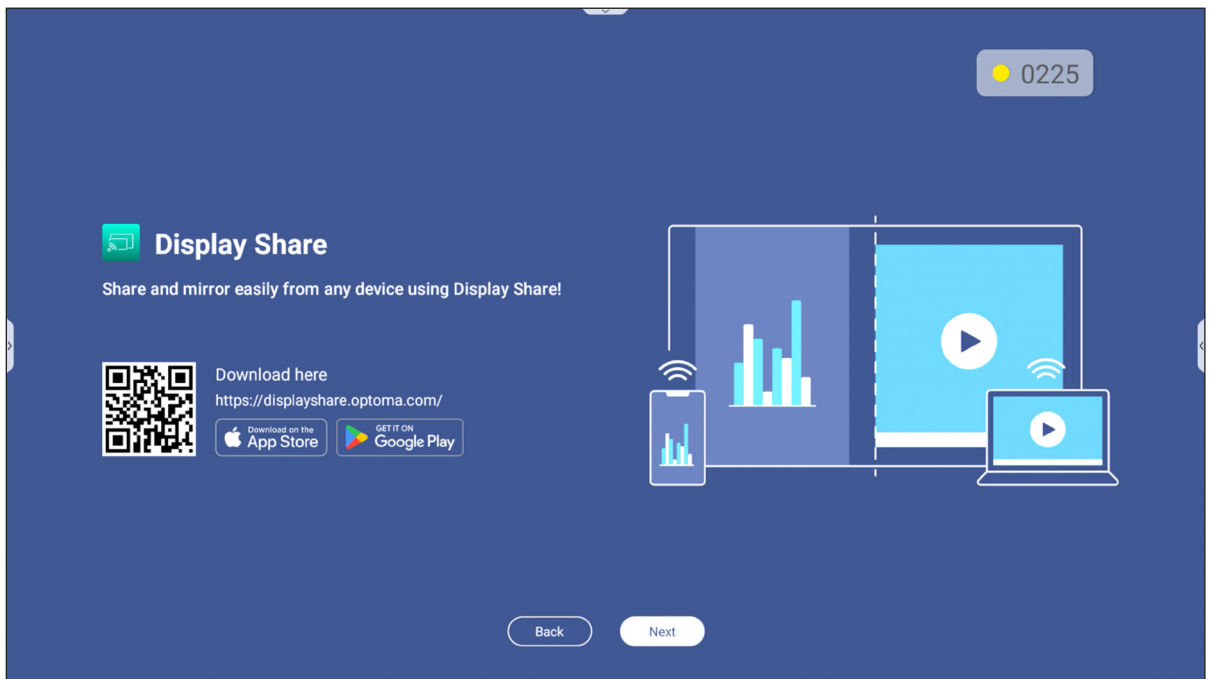 0225
Display Share
Share and mirror easily from any device using Display Share!
Download here
https://displayshare.optoma.com/
Download on the
App Store
GET IT ON
Google Play
Back
Next